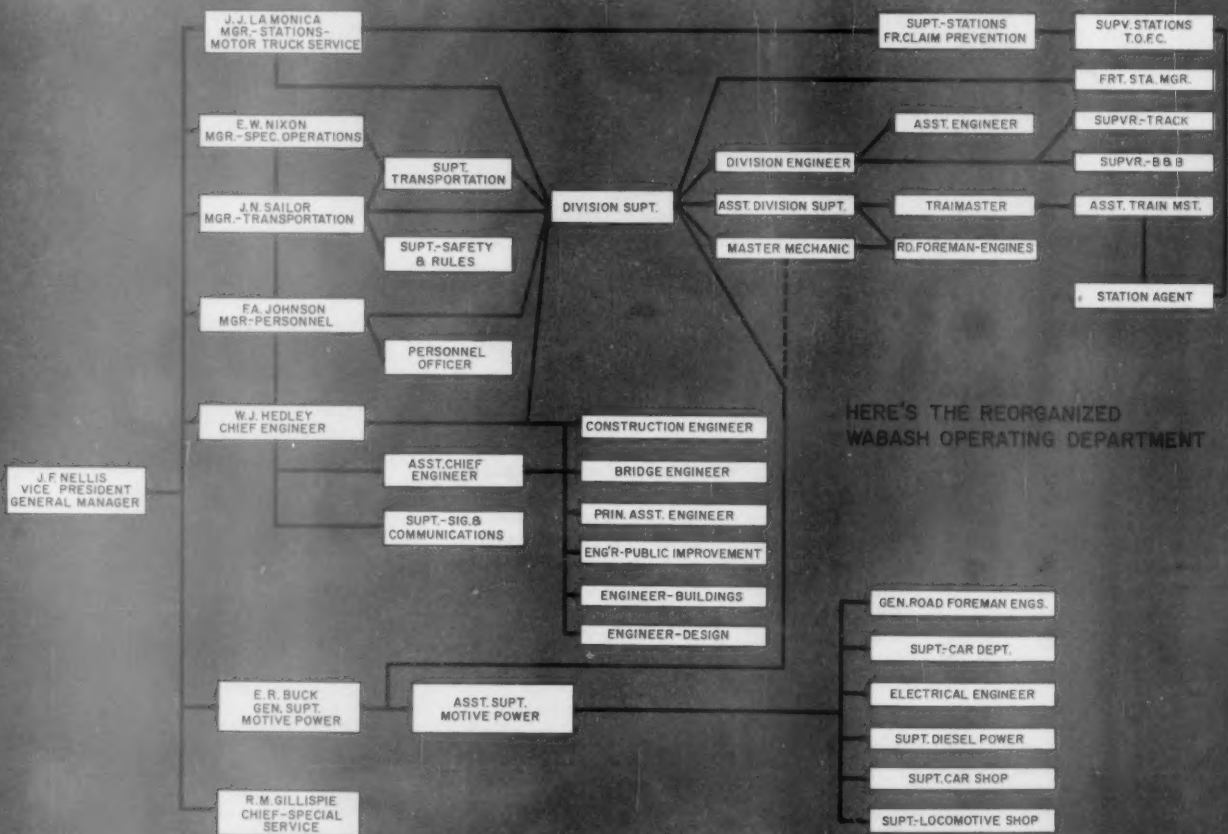 J.J. LA MONICA
MGR.-STATIONS-
MOTOR TRUCK SERVICE
SUPT.-STATIONS
FR.CLAIM PREVENTION
SUPV. STATIONS
T.O.F.C.
FRT. STA. MGR.
E.W. NIXON
MGR.-SPEC. OPERATIONS
ASST. ENGINEER
SUPVR.-TRACK
SUPT.
TRANSPORTATION
DIVISION ENGINEER
SUPVR.-B & B
J.N. SAILOR
MGR.-TRANSPORTATION
DIVISION SUPT.
ASST. DIVISION SUPT.
TRAIMASTER
ASST. TRAIN MST.
SUPT.-SAFETY
& RULES
MASTER MECHANIC
RD. FOREMAN-ENGINES
STATION AGENT
F.A. JOHNSON
MGR-PERSONNEL
PERSONNEL
OFFICER
W.J. HEDLEY
CHIEF ENGINEER
CONSTRUCTION ENGINEER
HERE'S THE REORGANIZED
WABASH OPERATING DEPARTMENT
J.F. NELLIS
VICE PRESIDENT
GENERAL MANAGER
ASST. CHIEF
ENGINEER
BRIDGE ENGINEER
SUPT.-SIG. &
COMMUNICATIONS
PRIN. ASST. ENGINEER
ENG'R-PUBLIC IMPROVEMENT
ENGINEER-BUILDINGS
ENGINEER-DESIGN
GEN. ROAD FOREMAN ENGS.
SUPT.-CAR DEPT.
E.R. BUCK
GEN. SUPT.
MOTIVE POWER
ASST. SUPT.
MOTIVE POWER
ELECTRICAL ENGINEER
SUPT. DIESEL POWER
SUPT. CAR SHOP
R.M. GILLISPIE
CHIEF-SPECIAL
SERVICE
SUPT.-LOCOMOTIVE SHOP